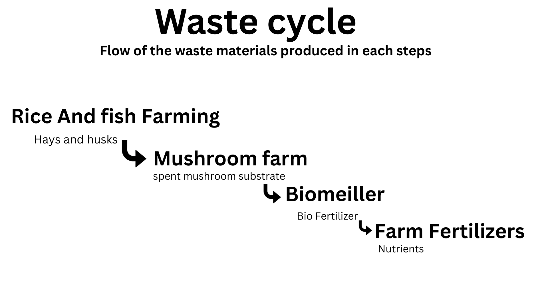 Waste cycle
Flow of the waste materials produced in each steps
Rice And fish Farming
Hays and husks
Mushroom farm
spent mushroom substrate
Biomeiller
Bio Fertilizer
Farm Fertilizers
Nutrients